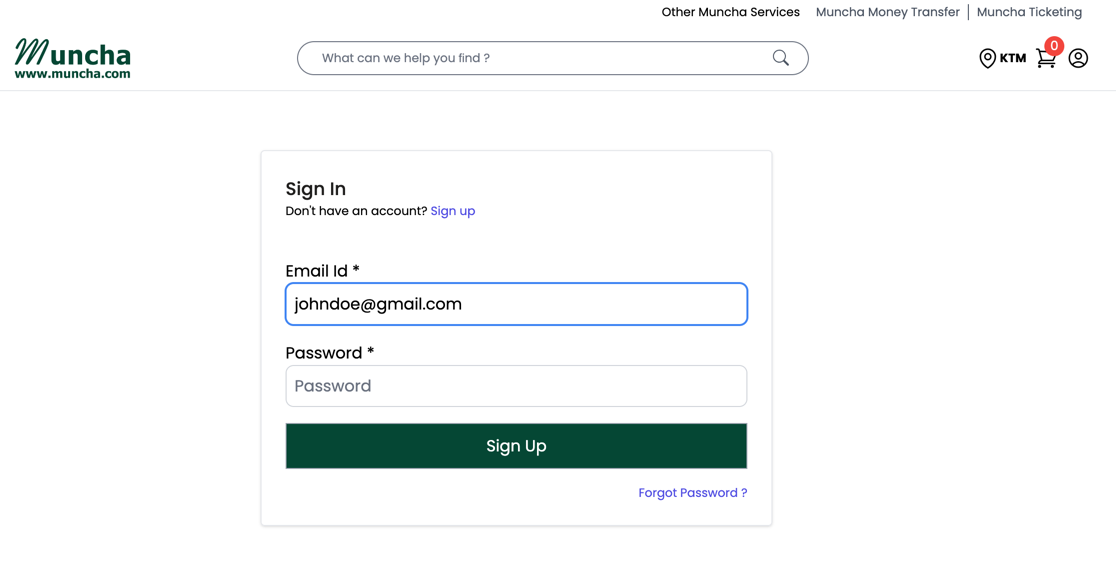 Other Muncha Services Muncha Money Transfer | Muncha Ticketing
Muncha
www.muncha.com
What can we help you find ?
KTM
0
Sign In
Don't have an account? Sign up
Email Id *
johndoe@gmail.com
Password *
Password
Sign Up
Forgot Password ?